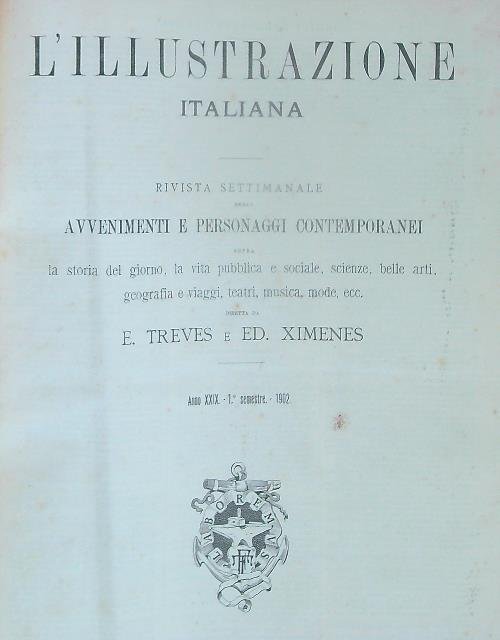 L'ILLUSTRAZIONE
ITALIANA
RIVISTA SETTIMANALE
DEGLI
AVVENIMENTI E PERSONAGGI CONTEMPORANEI
SOPRA
la storia del giorno, la vita pubblica e sociale, scienze, belle arti,
geografia e viaggi, teatri, musica, mode, ecc.
DIRETTA DA
E. TREVES E ED. XIMENES
Anno XXIX. - 1.° semestre. - 1902.
LABOREMUS